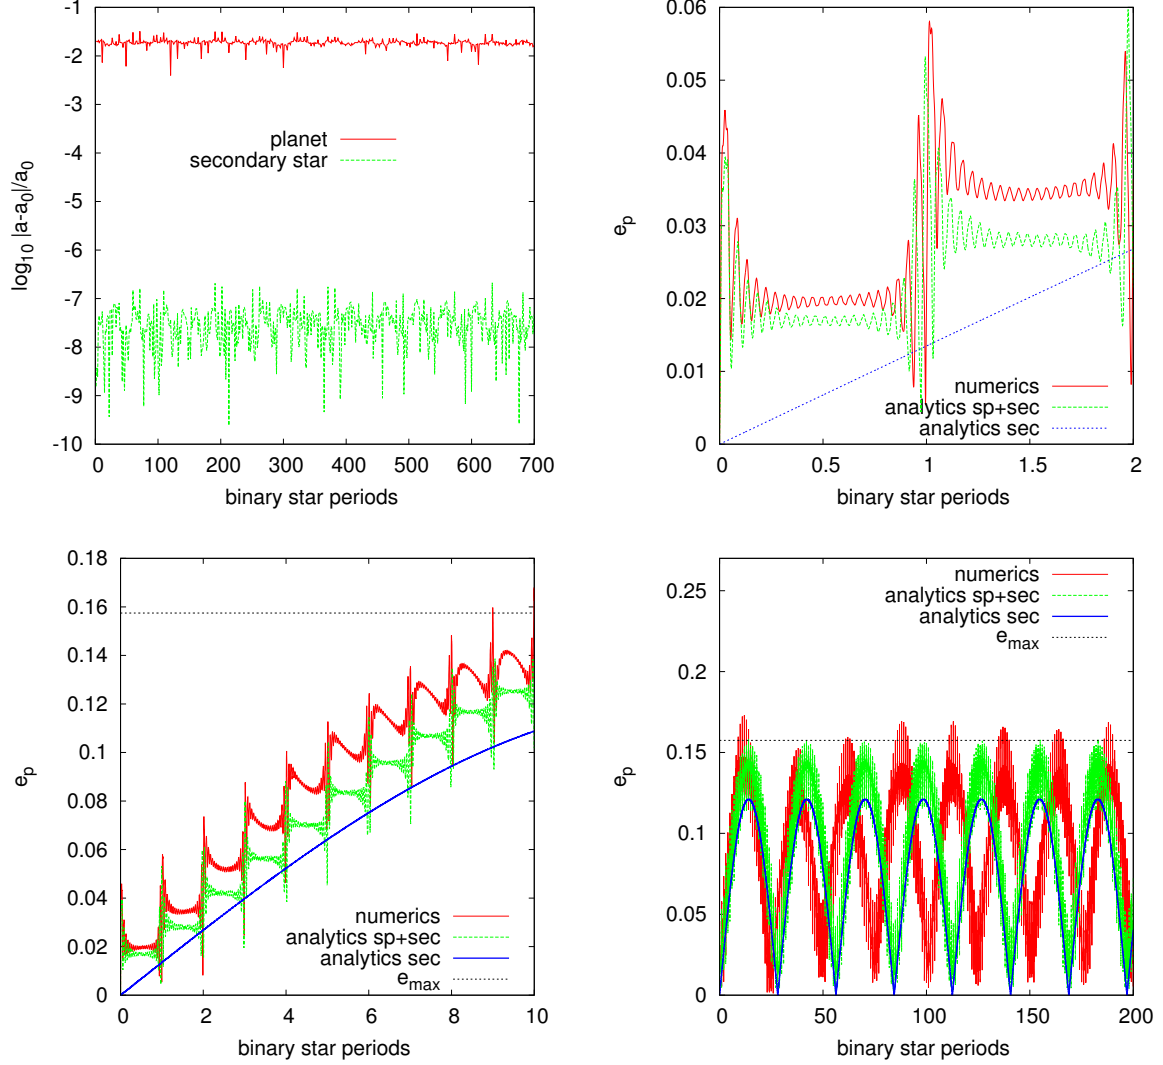 -1
-2
-3
-4
-5
-6
-7
-8
-9
-10
log10 |a-a0|/a0
planet
secondary star
0 100 200 300 400 500 600 700
binary star periods
0.06
0.05
0.04
0.03
0.02
0.01
0
ep
numerics
analytics sp+sec
analytics sec
0 0.5 1 1.5 2
binary star periods
0.18
0.16
0.14
0.12
0.1
0.08
0.06
0.04
0.02
0
ep
numerics
analytics sp+sec
analytics sec
emax
0 2 4 6 8 10
binary star periods
0.25
0.2
0.15
0.1
0.05
0
ep
numerics
analytics sp+sec
analytics sec
emax
0 50 100 150 200
binary star periods